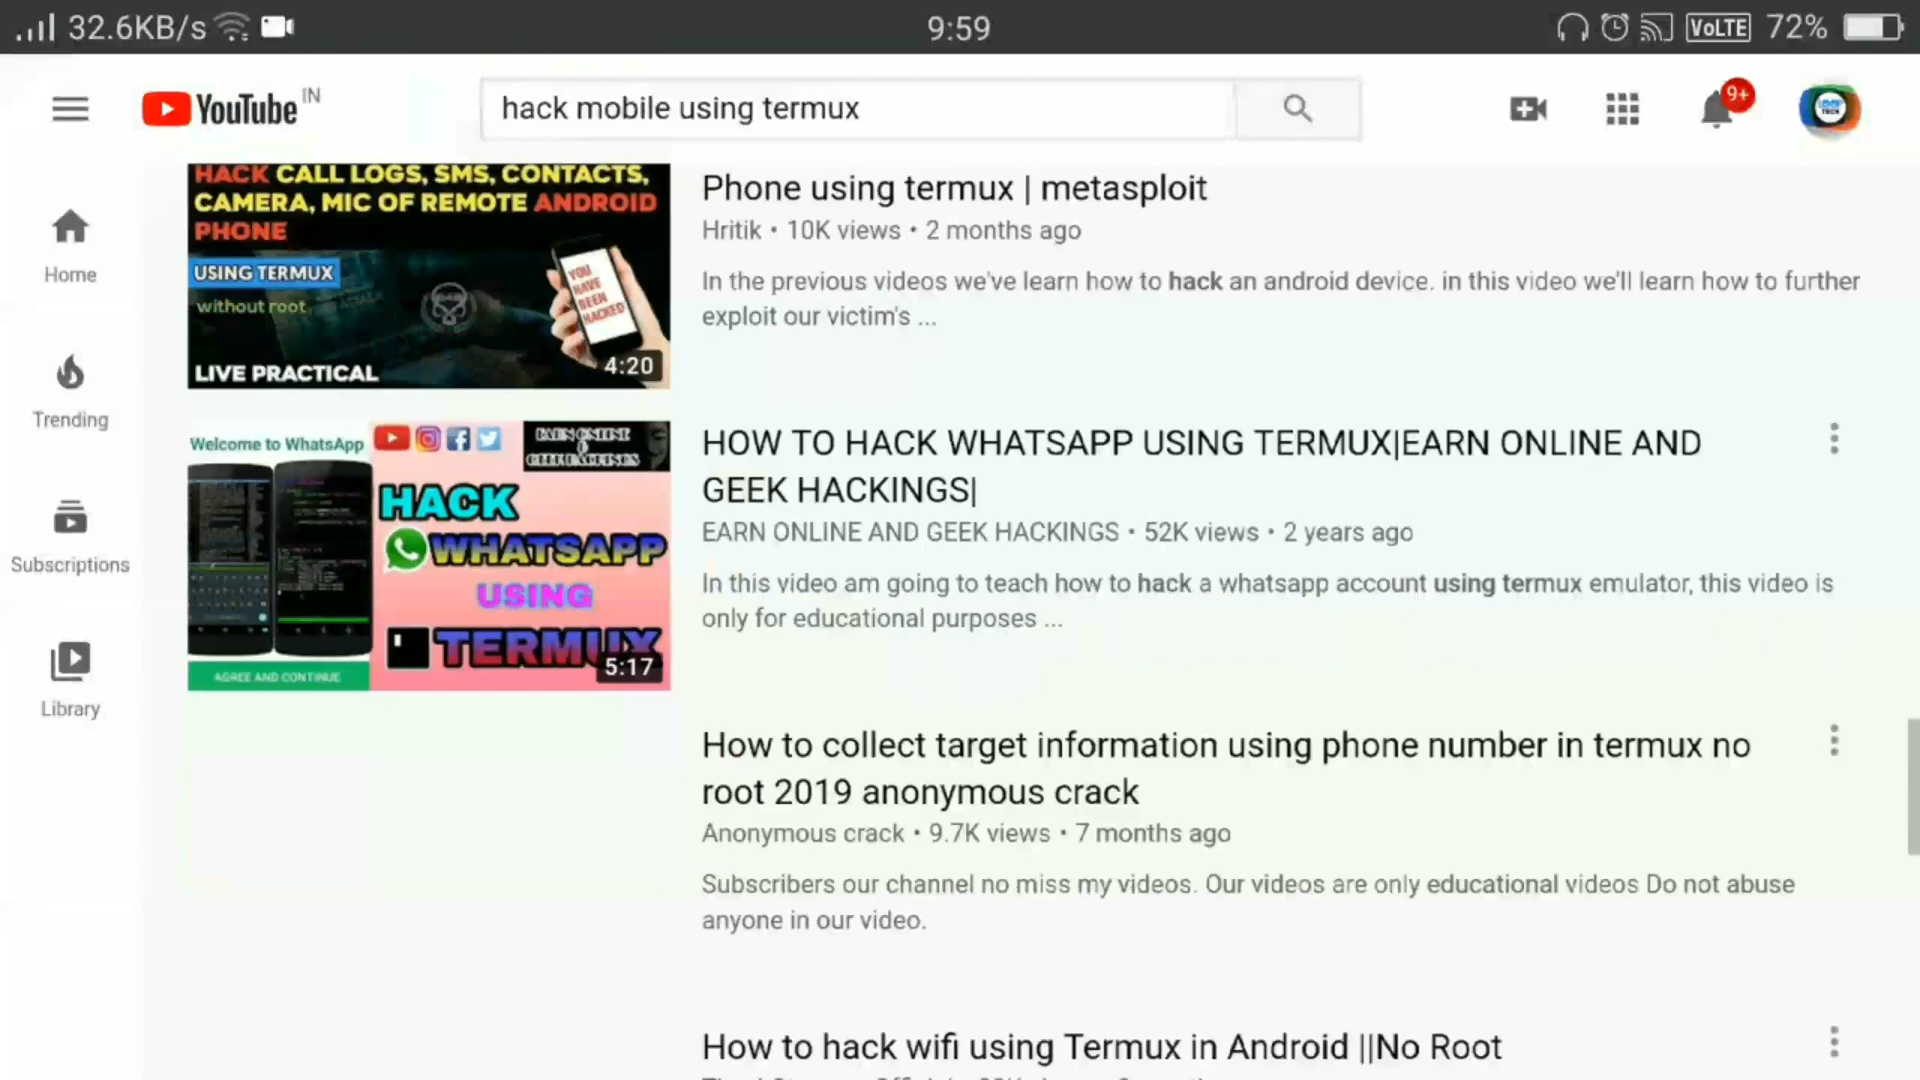 32.6KB/s
9:59
VoLTE
72%
YouTube IN
hack mobile using termux
9+
Home
Trending
Subscriptions
Library
HACK CALL LOGS, SMS, CONTACTS,
CAMERA, MIC OF REMOTE ANDROID
PHONE
USING TERMUX
without root
YOU
HAVE
BEEN
HACKED
LIVE PRACTICAL
4:20
Phone using termux | metasploit
Hritik • 10K views • 2 months ago
In the previous videos we've learn how to hack an android device. in this video we'll learn how to further
exploit our victim's ...
Welcome to WhatsApp
EARN ONLINE
GEEK HACKINGS
HACK
WHATSAPP
USING
TERMUX
AGREE AND CONTINUE
5:17
HOW TO HACK WHATSAPP USING TERMUX|EARN ONLINE AND
GEEK HACKINGS|
EARN ONLINE AND GEEK HACKINGS • 52K views • 2 years ago
In this video am going to teach how to hack a whatsapp account using termux emulator, this video is
only for educational purposes ...
How to collect target information using phone number in termux no
root 2019 anonymous crack
Anonymous crack • 9.7K views • 7 months ago
Subscribers our channel no miss my videos. Our videos are only educational videos Do not abuse
anyone in our video.
How to hack wifi using Termux in Android ||No Root